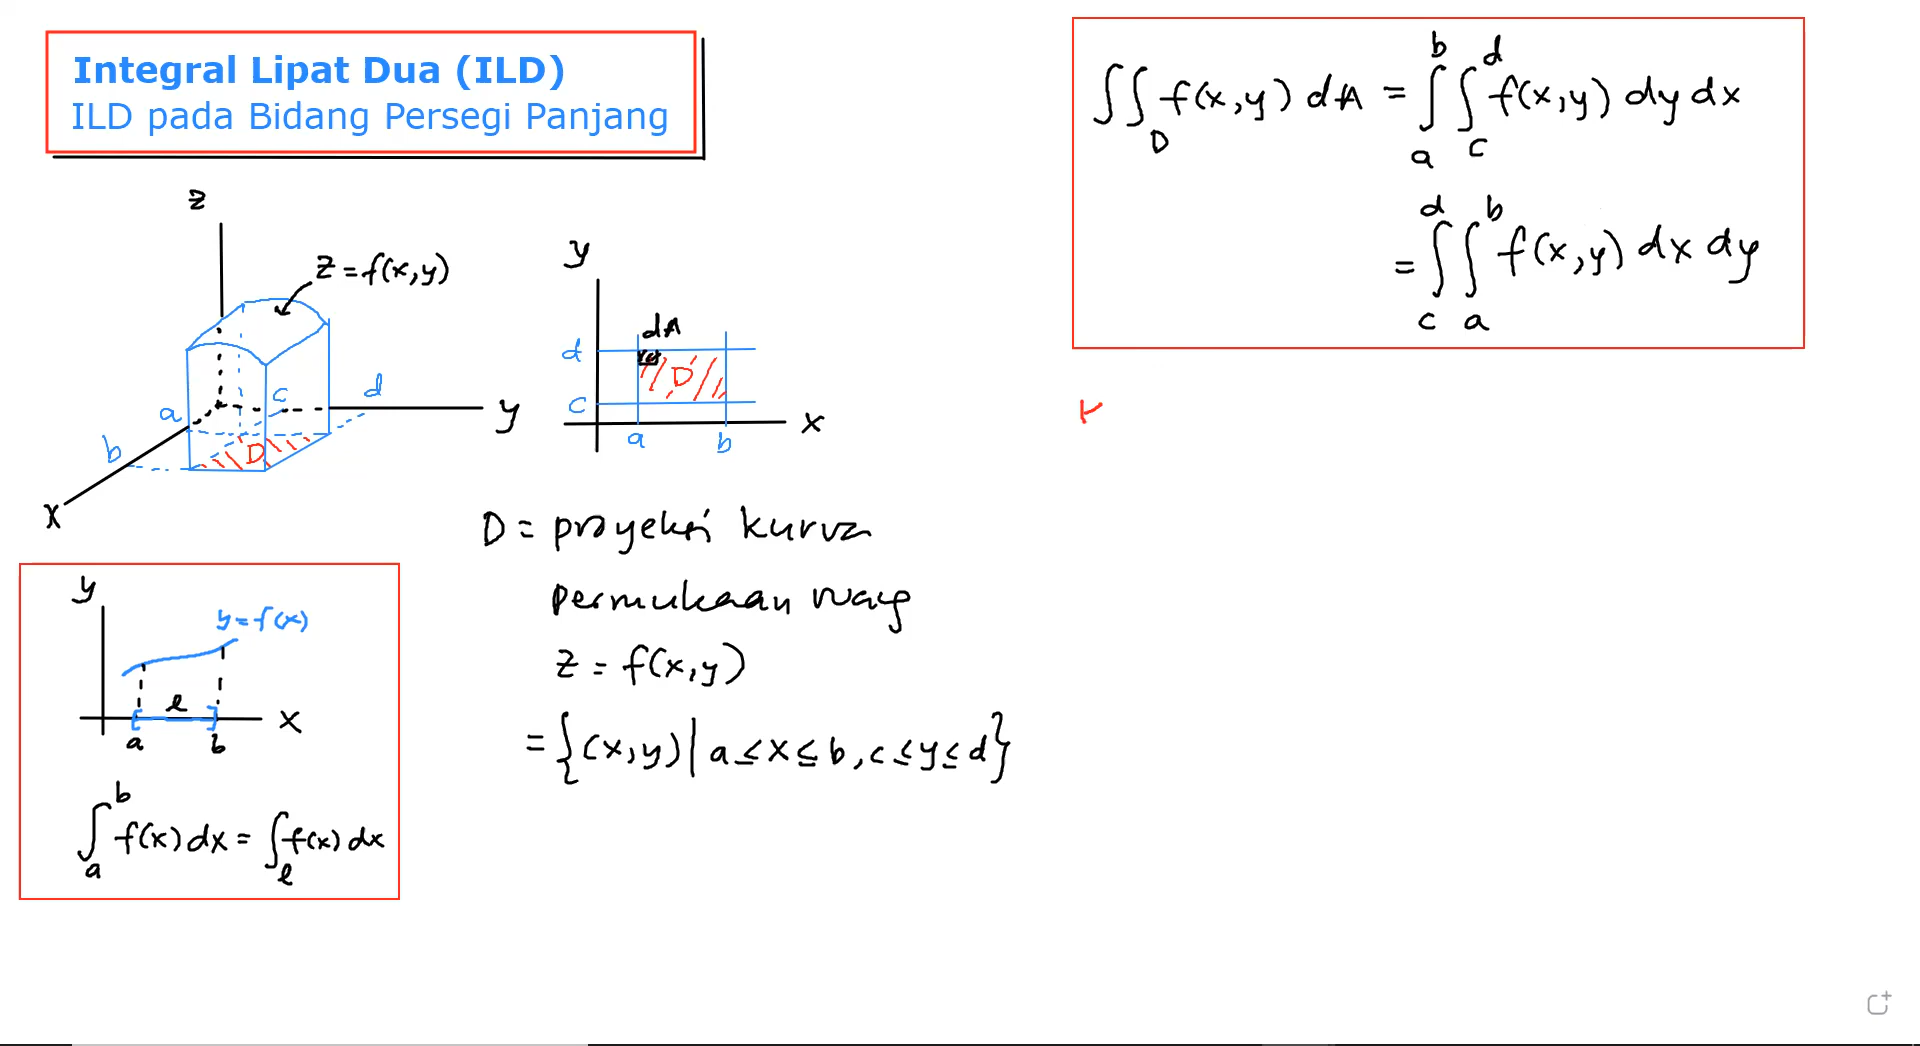 Integral Lipat Dua (ILD)
ILD pada Bidang Persegi Panjang
z
z = f(x,y)
a
b
c
d
D
y
x
y
dA
d
c
D
a
b
x
D = proyeksi kurva
permukaan ruang
z = f(x,y)
= {(x,y) | a ≤ x ≤ b, c ≤ y ≤ d}
y
y = f(x)
l
a
b
x
∫_a^b f(x) dx = ∫_l f(x) dx
∫∫_D f(x,y) dA = ∫_a^b ∫_c^d f(x,y) dy dx
= ∫_c^d ∫_a^b f(x,y) dx dy